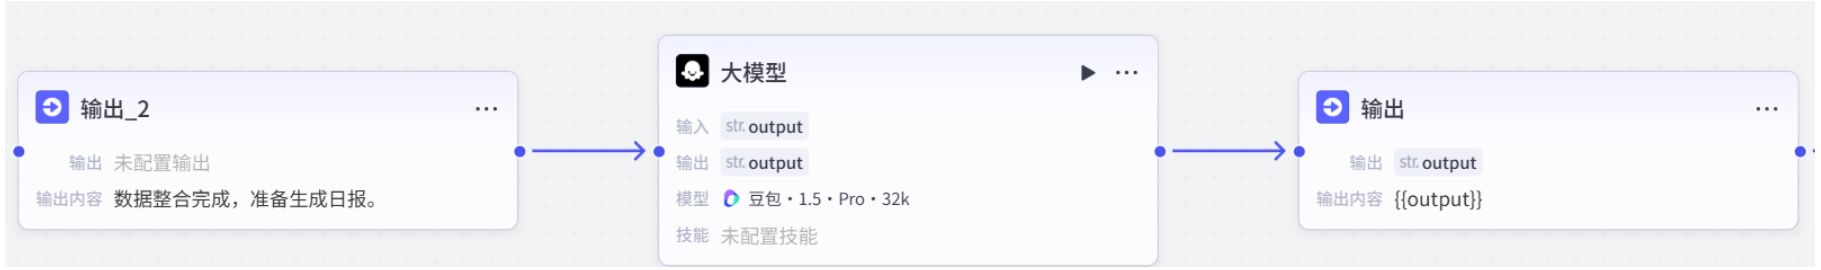 输出_2
输出 未配置输出
输出内容 数据整合完成，准备生成日报。
大模型
输入 str. output
输出 str. output
模型 豆包・1.5・Pro・32k
技能 未配置技能
输出
输出 str. output
输出内容 {{output}}